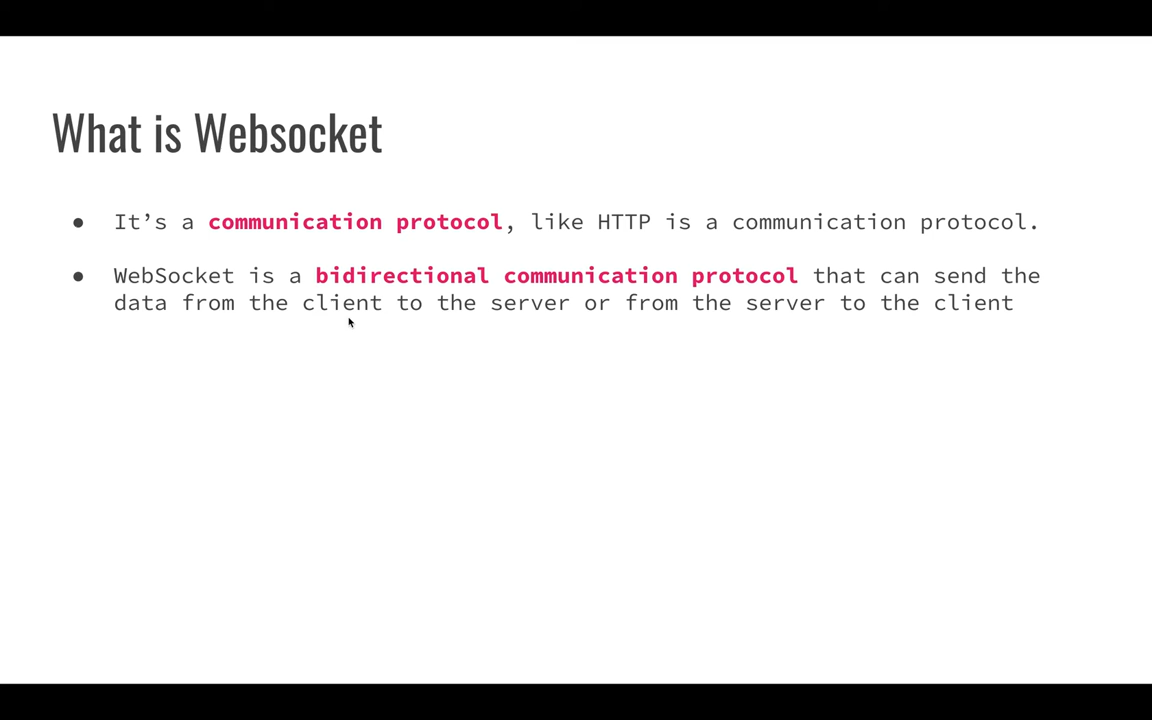 What is Websocket
● It’s a communication protocol, like HTTP is a communication protocol.
● WebSocket is a bidirectional communication protocol that can send the
data from the client to the server or from the server to the client